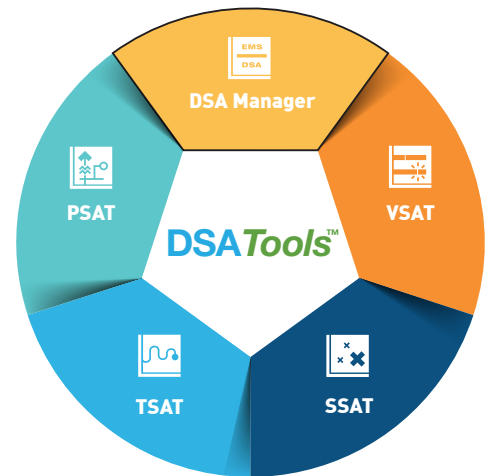 EMS
DSA
DSA Manager
PSAT
VSAT
DSATools™
TSAT
SSAT